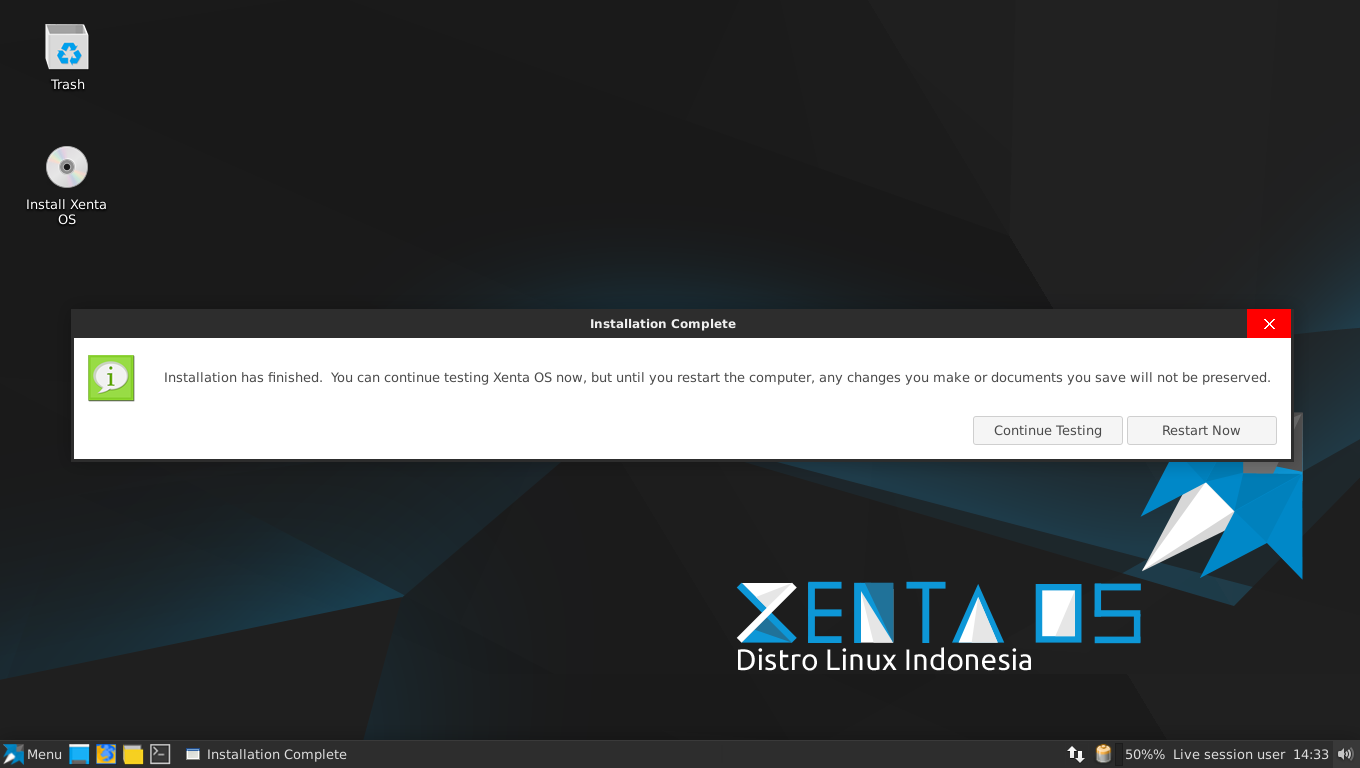 Trash
Install Xenta
OS
Installation Complete
Installation has finished.  You can continue testing Xenta OS now, but until you restart the computer, any changes you make or documents you save will not be preserved.
Continue Testing
Restart Now
XENTA OS
Distro Linux Indonesia
Menu
Installation Complete
50%%
Live session user
14:33